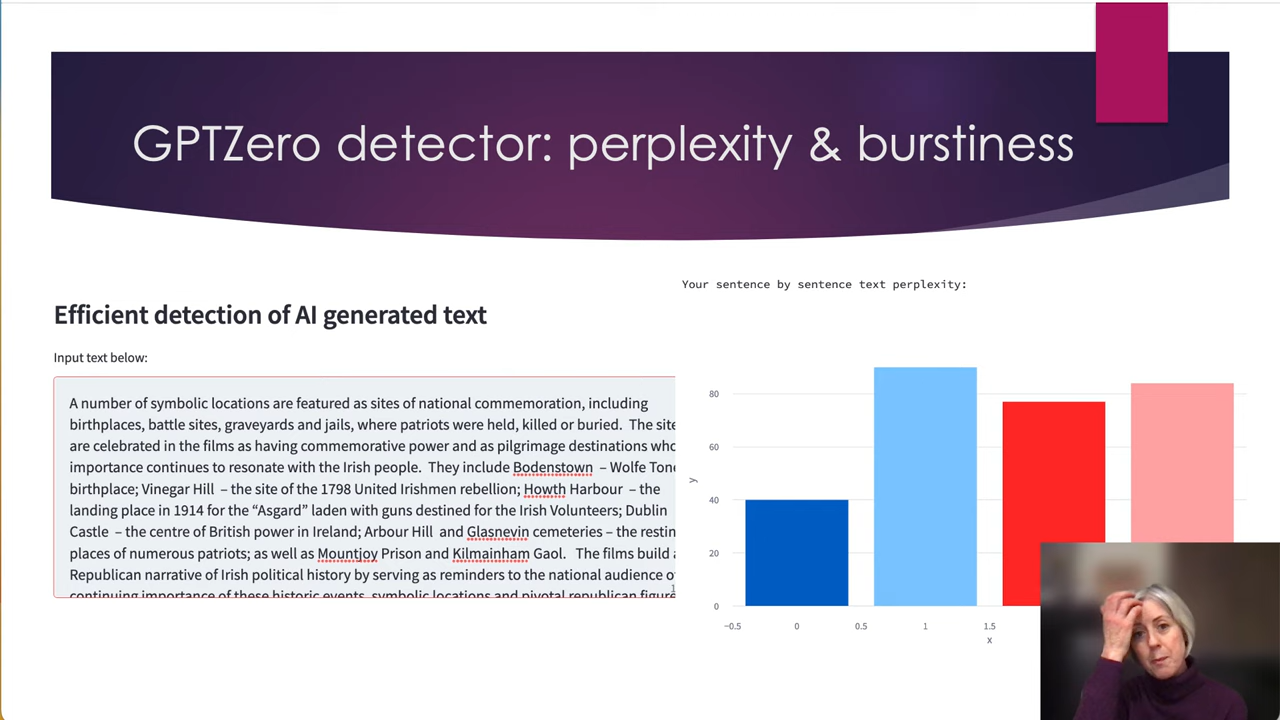 GPTZero detector: perplexity & burstiness
Efficient detection of AI generated text
Input text below:
A number of symbolic locations are featured as sites of national commemoration, including
birthplaces, battle sites, graveyards and jails, where patriots were held, killed or buried.  The site
are celebrated in the films as having commemorative power and as pilgrimage destinations who
importance continues to resonate with the Irish people.  They include Bodenstown  – Wolfe Tone
birthplace; Vinegar Hill  – the site of the 1798 United Irishmen rebellion; Howth Harbour  – the
landing place in 1914 for the “Asgard” laden with guns destined for the Irish Volunteers; Dublin
Castle  – the centre of British power in Ireland; Arbour Hill  and Glasnevin cemeteries – the restin
places of numerous patriots; as well as Mountjoy Prison and Kilmainham Gaol.   The films build a
Republican narrative of Irish political history by serving as reminders to the national audience of
continuing importance of these historic events, symbolic locations and pivotal republican figure
Your sentence by sentence text perplexity:
80
60
40
20
0
y
−0.5
0
0.5
1
1.5
x